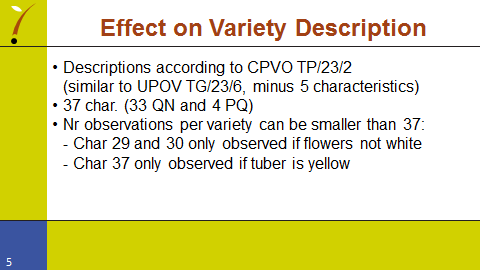 Effect on Variety Description
• Descriptions according to CPVO TP/23/2
(similar to UPOV TG/23/6, minus 5 characteristics)
• 37 char. (33 QN and 4 PQ)
• Nr observations per variety can be smaller than 37:
- Char 29 and 30 only observed if flowers not white
- Char 37 only observed if tuber is yellow
5